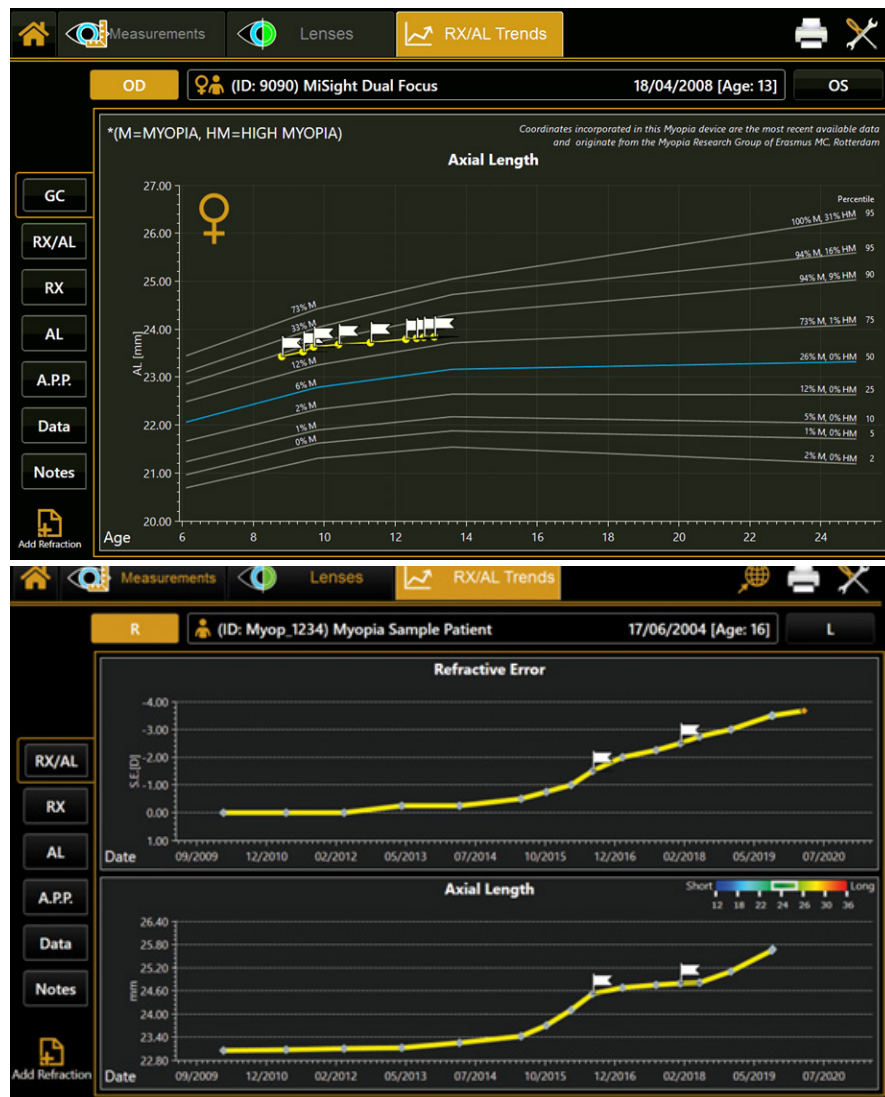 Measurements Lenses RX/AL Trends
OD (ID: 9090) MiSight Dual Focus 18/04/2008 [Age: 13] OS
*(M=MYOPIA, HM=HIGH MYOPIA)
Coordinates incorporated in this Myopia device are the most recent available data
and originate from the Myopia Research Group of Erasmus MC, Rotterdam
Axial Length
GC
RX/AL
RX
AL
A.P.P.
Data
Notes
Add Refraction
AL [mm]
27.00
26.00
25.00
24.00
23.00
22.00
21.00
20.00
Percentile
100% M, 31% HM 95
94% M, 16% HM 95
94% M, 9% HM 90
73% M, 1% HM 75
26% M, 0% HM 50
12% M, 0% HM 25
5% M, 0% HM 10
1% M, 0% HM 5
2% M, 0% HM 2
73% M
33% M
12% M
6% M
2% M
1% M
0% M
Age 6 8 10 12 14 16 18 20 22 24
Measurements Lenses RX/AL Trends
R (ID: Myop_1234) Myopia Sample Patient 17/06/2004 [Age: 16] L
RX/AL
RX
AL
A.P.P.
Data
Notes
Add Refraction
Refractive Error
S.E.[D]
-4.00
-3.00
-2.00
-1.00
0.00
1.00
Date 09/2009 12/2010 02/2012 05/2013 07/2014 10/2015 12/2016 02/2018 05/2019 07/2020
Axial Length
Short Long
12 18 22 24 26 30 36
mm
26.40
25.80
25.20
24.60
24.00
23.40
22.80
Date 09/2009 12/2010 02/2012 05/2013 07/2014 10/2015 12/2016 02/2018 05/2019 07/2020